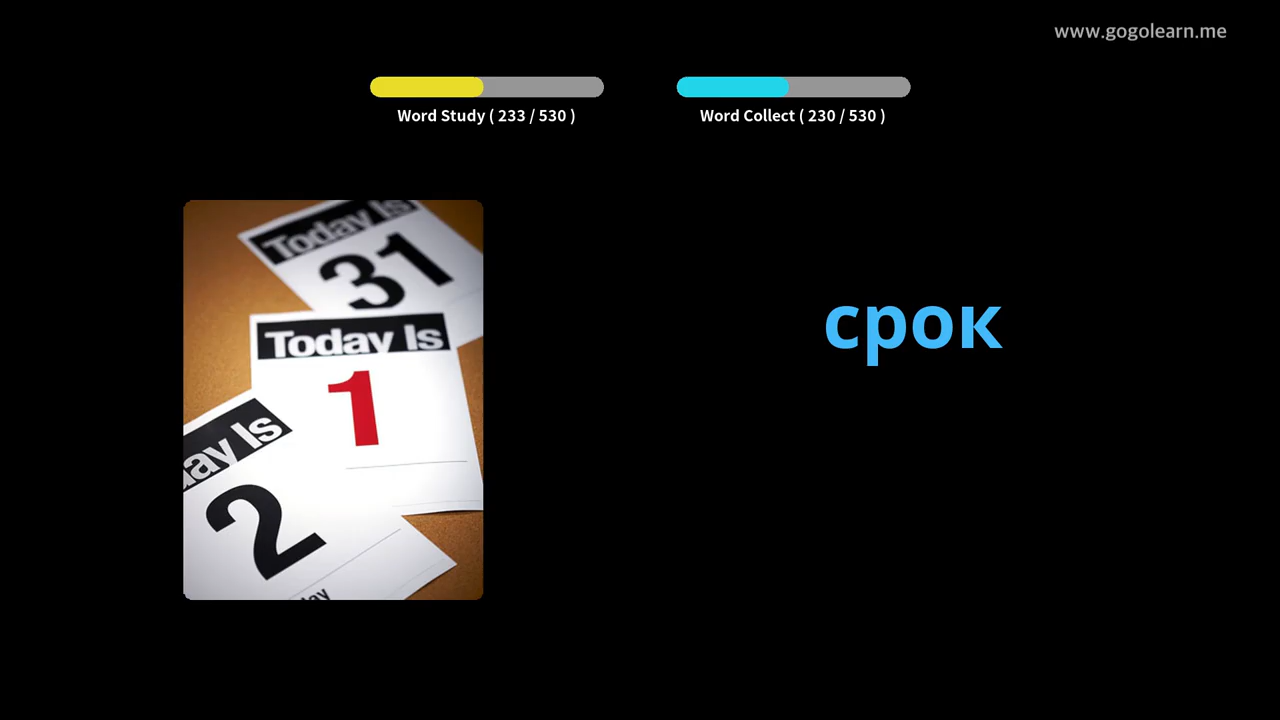 www.gogolearn.me
Word Study ( 233 / 530 )
Word Collect ( 230 / 530 )
Today Is
31
Today Is
1
ay Is
2
ay
срок